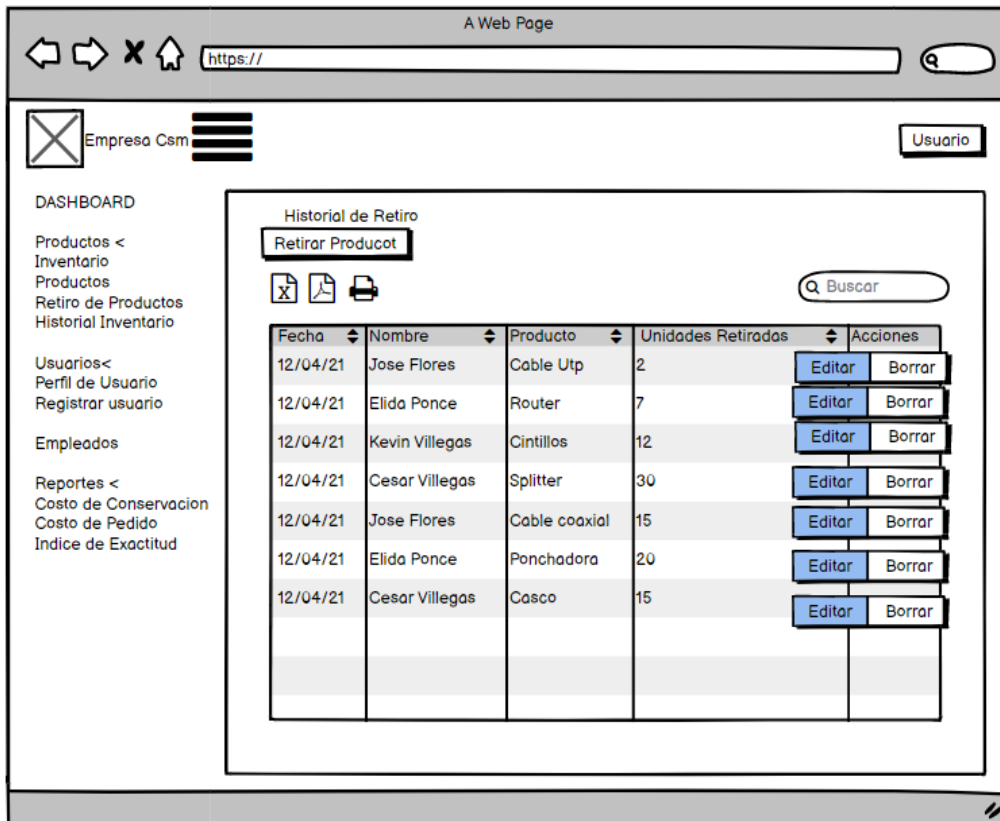 A Web Page
https://
Empresa Csm
Usuario
DASHBOARD
Productos <
Inventario
Productos
Retiro de Productos
Historial Inventario
Usuarios<
Perfil de Usuario
Registrar usuario
Empleados
Reportes <
Costo de Conservacion
Costo de Pedido
Indice de Exactitud
Historial de Retiro
Retirar Producot
X
Buscar
Fecha Nombre Producto Unidades Retiradas Acciones
12/04/21 Jose Flores Cable Utp 2 Editar Borrar
12/04/21 Elida Ponce Router 7 Editar Borrar
12/04/21 Kevin Villegas Cintillos 12 Editar Borrar
12/04/21 Cesar Villegas Splitter 30 Editar Borrar
12/04/21 Jose Flores Cable coaxial 15 Editar Borrar
12/04/21 Elida Ponce Ponchadora 20 Editar Borrar
12/04/21 Cesar Villegas Casco 15 Editar Borrar